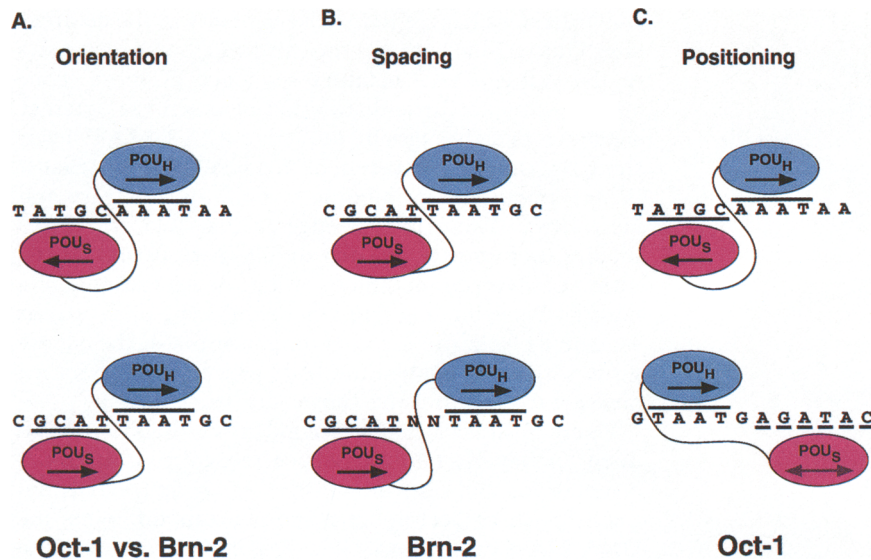 A.
Orientation
POUH
TATGCAAATAA
POUS
POUH
CGCATTAATGC
POUS
Oct-1 vs. Brn-2
B.
Spacing
POUH
CGCATTAATGC
POUS
POUH
CGCATNNTAATGC
POUS
Brn-2
C.
Positioning
POUH
TATGCAAATAA
POUS
POUH
GTAATGAGATAC
POUS
Oct-1